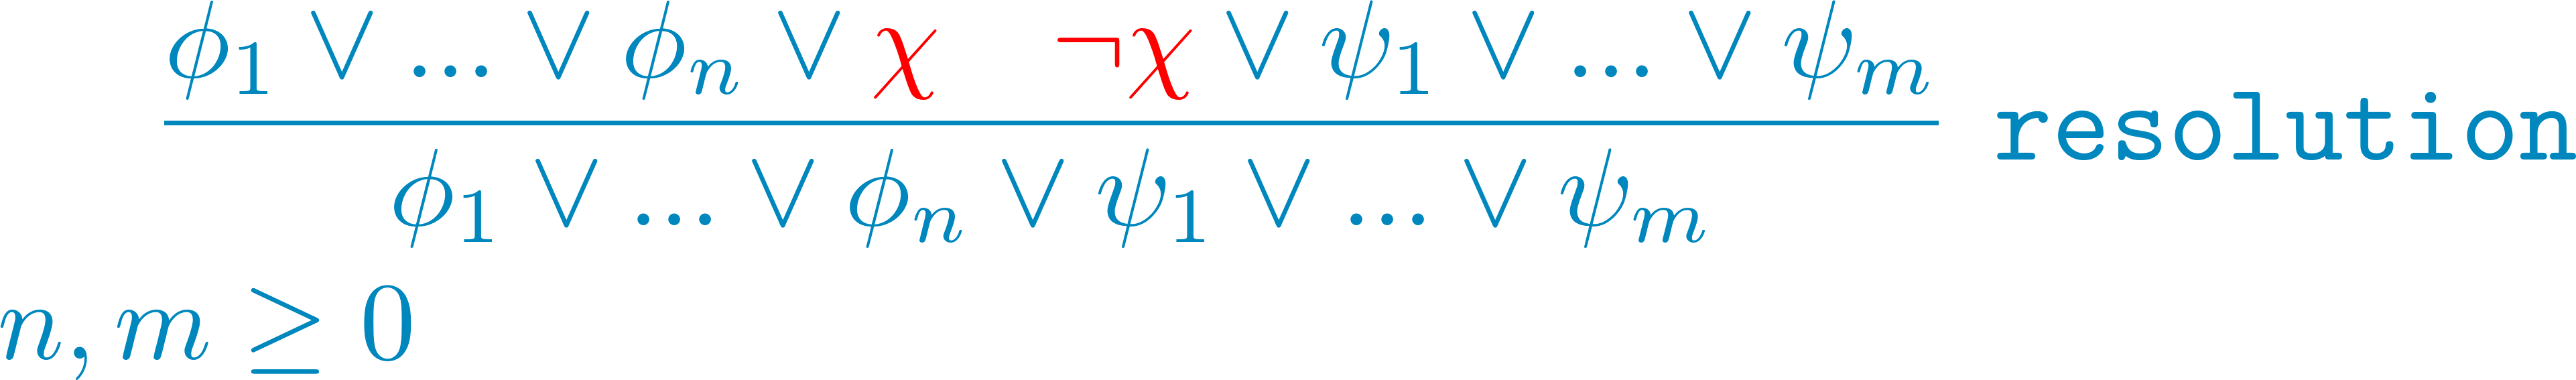 ϕ₁ ∨ ... ∨ ϕₙ ∨ χ ¬χ ∨ ψ₁ ∨ ... ∨ ψₘ
resolution
ϕ₁ ∨ ... ∨ ϕₙ ∨ ψ₁ ∨ ... ∨ ψₘ
n, m ≥ 0